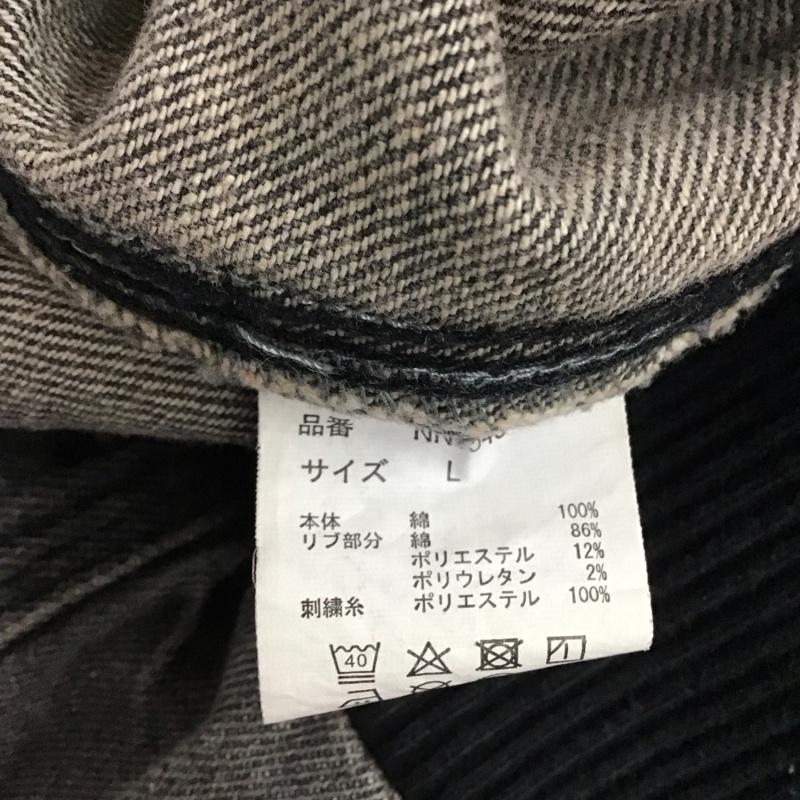 品番
サイズ L
本体 綿 100%
リブ部分 綿 86%
ポリエステル 12%
ポリウレタン 2%
刺繍糸 ポリエステル 100%
40